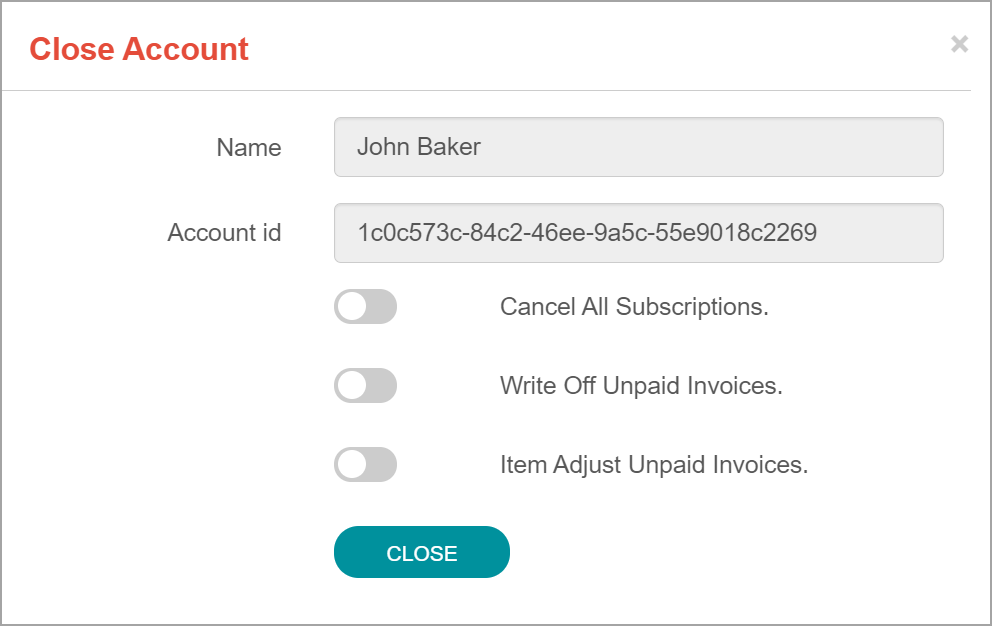 Close Account
×
Name
John Baker
Account id
1c0c573c-84c2-46ee-9a5c-55e9018c2269
Cancel All Subscriptions.
Write Off Unpaid Invoices.
Item Adjust Unpaid Invoices.
CLOSE